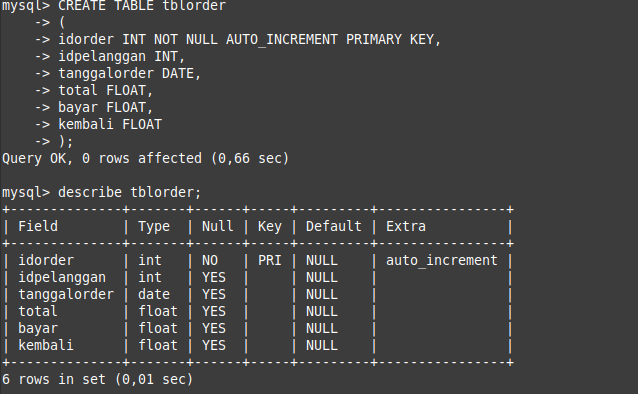 mysql> CREATE TABLE tblorder
    -> (
    -> idorder INT NOT NULL AUTO_INCREMENT PRIMARY KEY,
    -> idpelanggan INT,
    -> tanggalorder DATE,
    -> total FLOAT,
    -> bayar FLOAT,
    -> kembali FLOAT
    -> );
Query OK, 0 rows affected (0,66 sec)

mysql> describe tblorder;
+--------------+-------+------+-----+---------+----------------+
| Field        | Type  | Null | Key | Default | Extra          |
+--------------+-------+------+-----+---------+----------------+
| idorder      | int   | NO   | PRI | NULL    | auto_increment |
| idpelanggan  | int   | YES  |     | NULL    |                |
| tanggalorder | date  | YES  |     | NULL    |                |
| total        | float | YES  |     | NULL    |                |
| bayar        | float | YES  |     | NULL    |                |
| kembali      | float | YES  |     | NULL    |                |
+--------------+-------+------+-----+---------+----------------+
6 rows in set (0,01 sec)